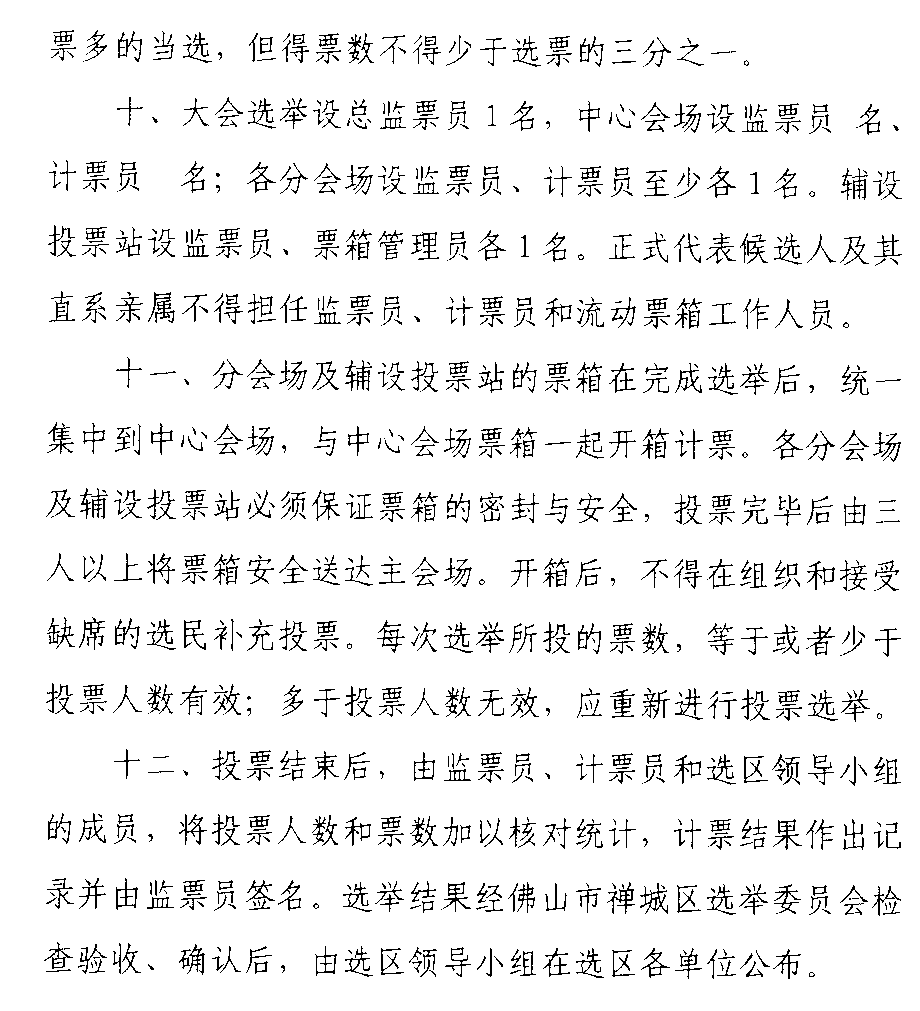 票多的当选，但得票数不得少于选票的三分之一。
十、大会选举设总监票员1名，中心会场设监票员 名、
计票员 名；各分会场设监票员、计票员至少各1名。辅设
投票站设监票员、票箱管理员各1名。正式代表候选人及其
直系亲属不得担任监票员、计票员和流动票箱工作人员。
十一、分会场及辅设投票站的票箱在完成选举后，统一
集中到中心会场，与中心会场票箱一起开箱计票。各分会场
及辅设投票站必须保证票箱的密封与安全，投票完毕后由三
人以上将票箱安全送达主会场。开箱后，不得在组织和接受
缺席的选民补充投票。每次选举所投的票数，等于或者少于
投票人数有效；多于投票人数无效，应重新进行投票选举。
十二、投票结束后，由监票员、计票员和选区领导小组
的成员，将投票人数和票数加以核对统计，计票结果作出记
录并由监票员签名。选举结果经佛山市禅城区选举委员会检
查验收、确认后，由选区领导小组在选区各单位公布。